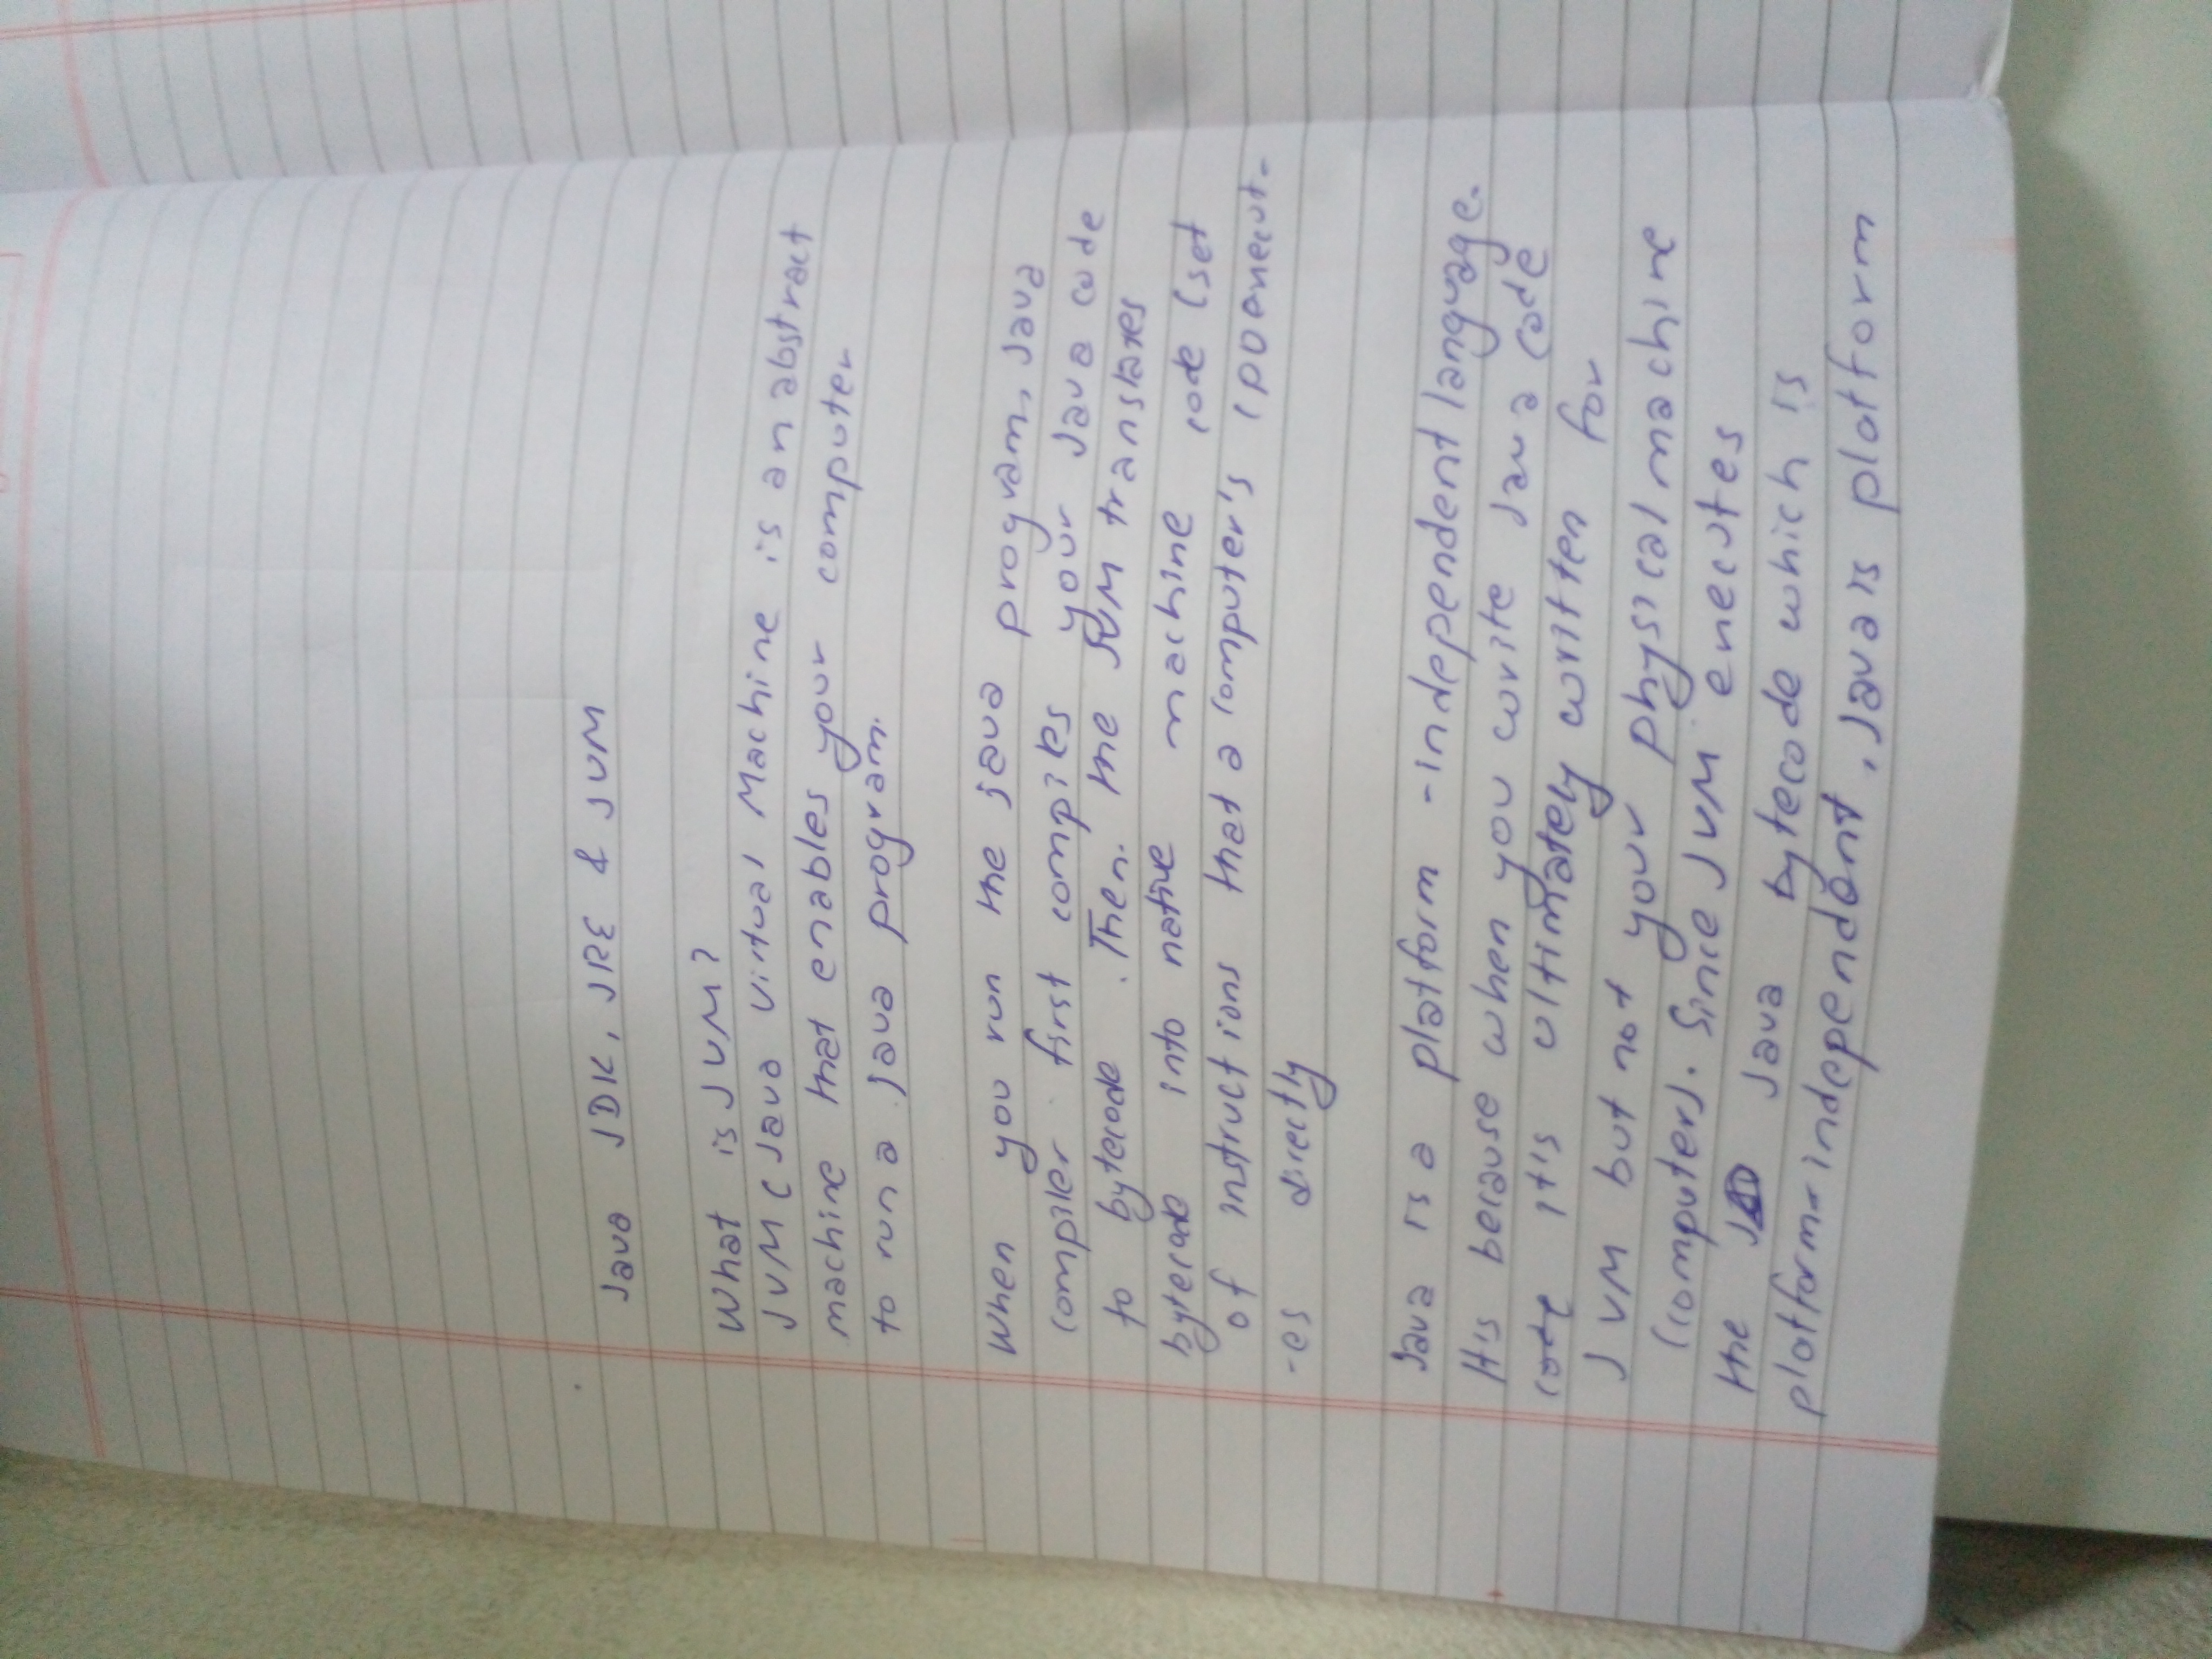 Java JDK, JRE & JVM
What is JVM?
JVM (Java Virtual Machine is an abstract
machine that enables your computer
to run a java program.
When you run the java program, Java
compiler first compiles your Java code
to bytecode . Then. the JVM translates
bytecode into native machine code (set
of instructions that a computer's CPU enecut-
-es directly
Java is a platform -independent language.
It's because when you write Java code
code it's ultimately written for
JVM but not your physical machine
(computer). Since JVM enecutes
the Java bytecode which is
platform-independent, Java is platform